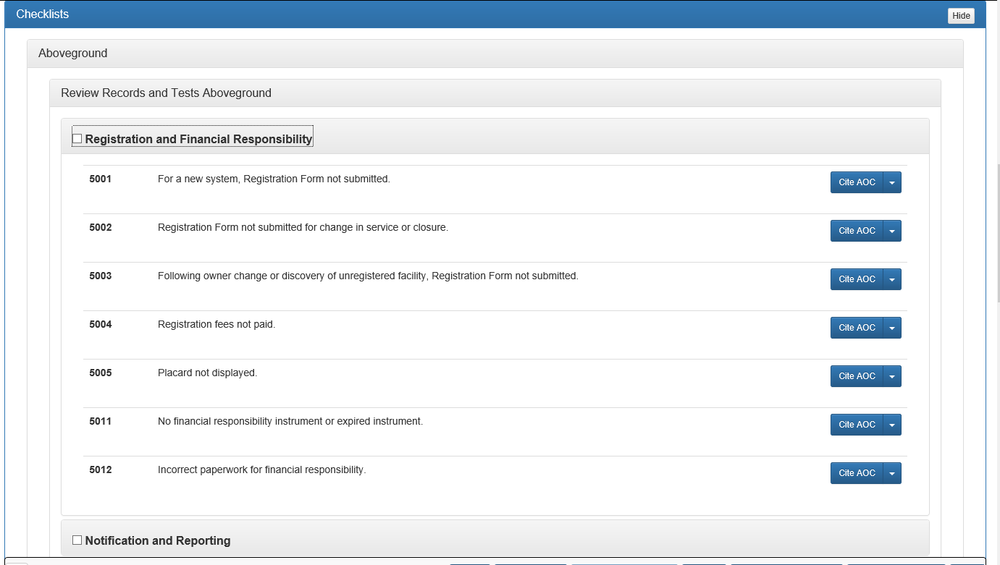 Checklists
Hide
Aboveground
Review Records and Tests Aboveground
Registration and Financial Responsibility
5001 For a new system, Registration Form not submitted. Cite AOC
5002 Registration Form not submitted for change in service or closure. Cite AOC
5003 Following owner change or discovery of unregistered facility, Registration Form not submitted. Cite AOC
5004 Registration fees not paid. Cite AOC
5005 Placard not displayed. Cite AOC
5011 No financial responsibility instrument or expired instrument. Cite AOC
5012 Incorrect paperwork for financial responsibility. Cite AOC
Notification and Reporting